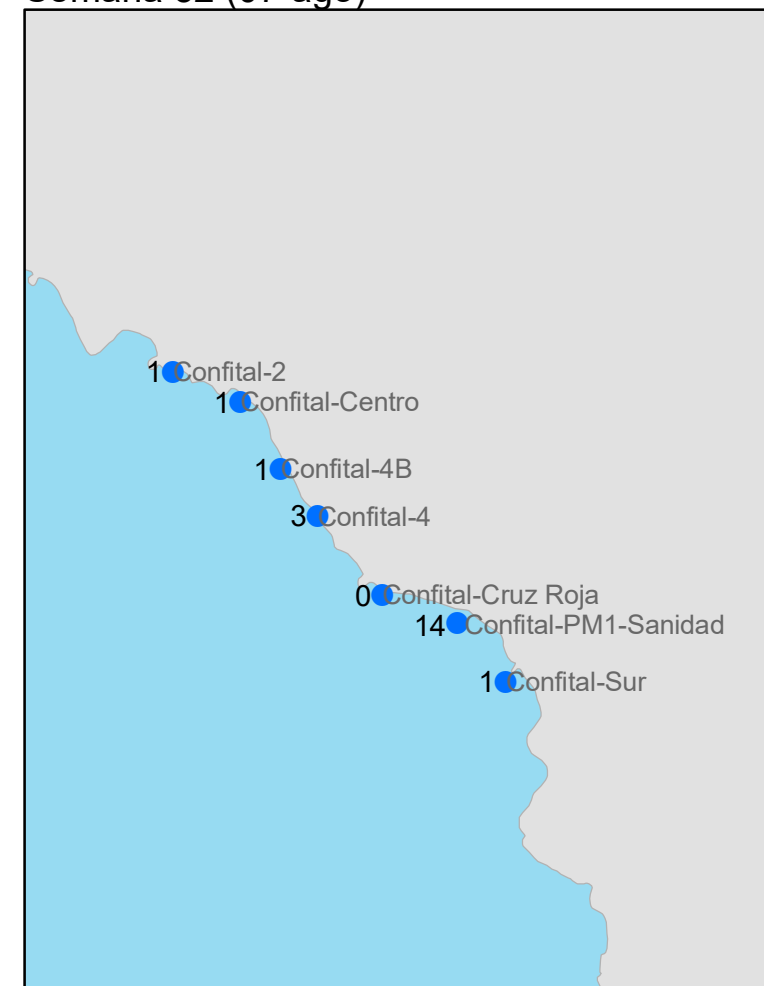 1 Confital-2
1 Confital-Centro
1 Confital-4B
3 Confital-4
0 Confital-Cruz Roja
14 Confital-PM1-Sanidad
1 Confital-Sur